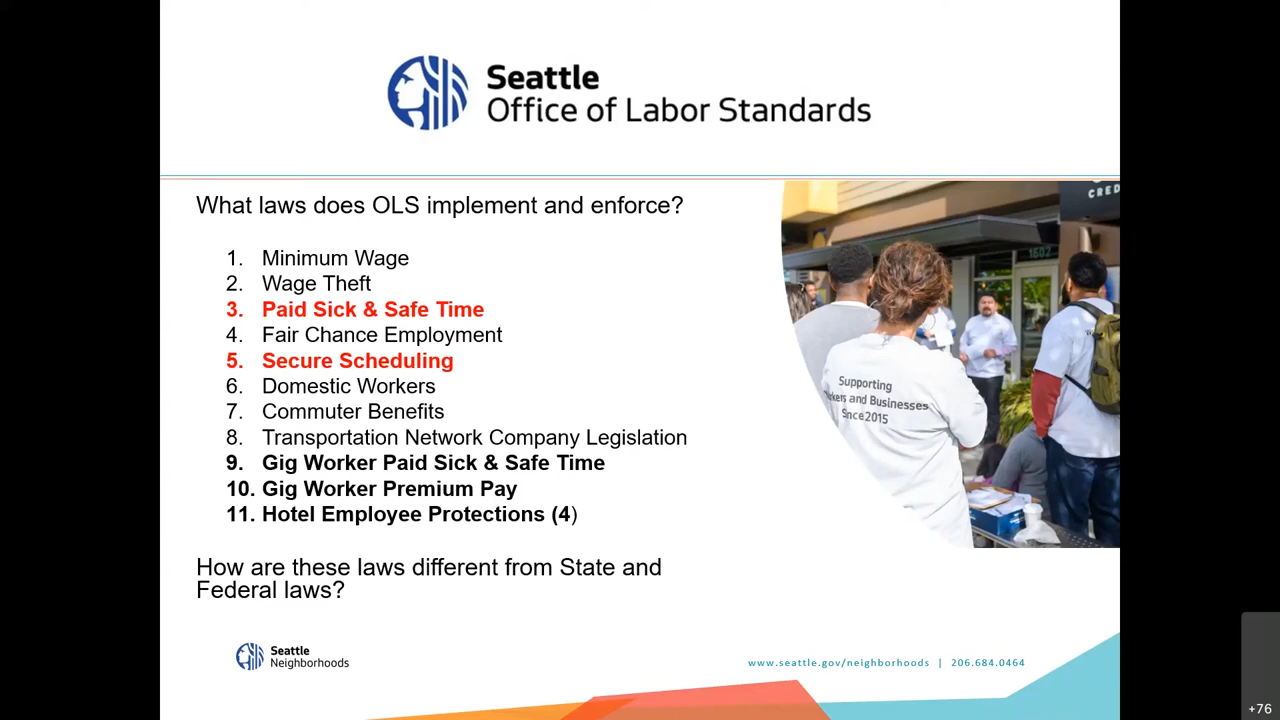 Seattle
Office of Labor Standards
What laws does OLS implement and enforce?
1. Minimum Wage
2. Wage Theft
3. Paid Sick & Safe Time
4. Fair Chance Employment
5. Secure Scheduling
6. Domestic Workers
7. Commuter Benefits
8. Transportation Network Company Legislation
9. Gig Worker Paid Sick & Safe Time
10. Gig Worker Premium Pay
11. Hotel Employee Protections (4)
How are these laws different from State and
Federal laws?
CRED
1602
Supporting
rkers and Businesses
Since2015
Seattle
Neighborhoods
www.seattle.gov/neighborhoods | 206.684.0464
+76